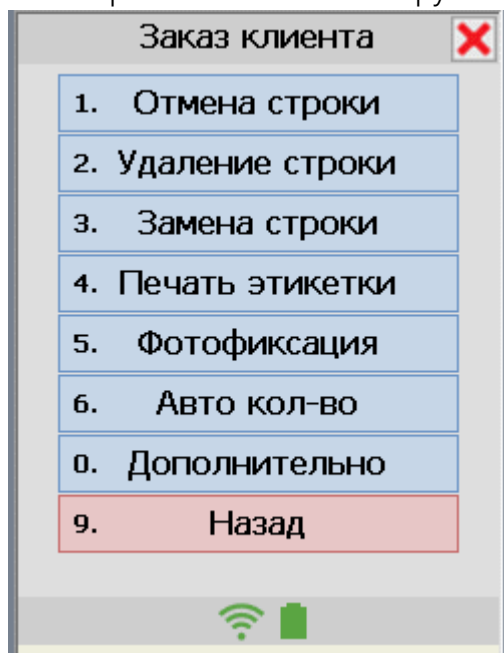 Заказ клиента
1. Отмена строки
2. Удаление строки
3. Замена строки
4. Печать этикетки
5. Фотофиксация
6. Авто кол-во
0. Дополнительно
9. Назад